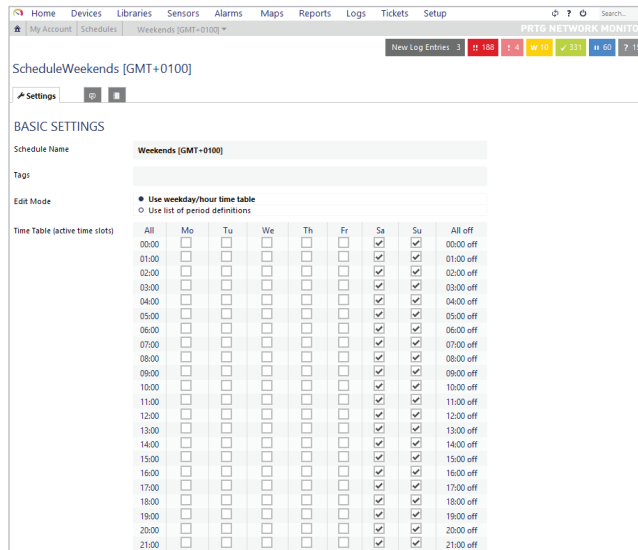 Home Devices Libraries Sensors Alarms Maps Reports Logs Tickets Setup ? Search...
My Account Schedules Weekends [GMT+0100]
PRTG NETWORK MONITO
New Log Entries 3 !! 188 ! 4 W 10 331 60 ? 15
ScheduleWeekends [GMT+0100]
Settings
BASIC SETTINGS
Schedule Name Weekends [GMT+0100]
Tags
Edit Mode Use weekday/hour time table
Use list of period definitions
Time Table (active time slots) All Mo Tu We Th Fr Sa Su All off
00:00 00:00 off
01:00 01:00 off
02:00 02:00 off
03:00 03:00 off
04:00 04:00 off
05:00 05:00 off
06:00 06:00 off
07:00 07:00 off
08:00 08:00 off
09:00 09:00 off
10:00 10:00 off
11:00 11:00 off
12:00 12:00 off
13:00 13:00 off
14:00 14:00 off
15:00 15:00 off
16:00 16:00 off
17:00 17:00 off
18:00 18:00 off
19:00 19:00 off
20:00 20:00 off
21:00 21:00 off